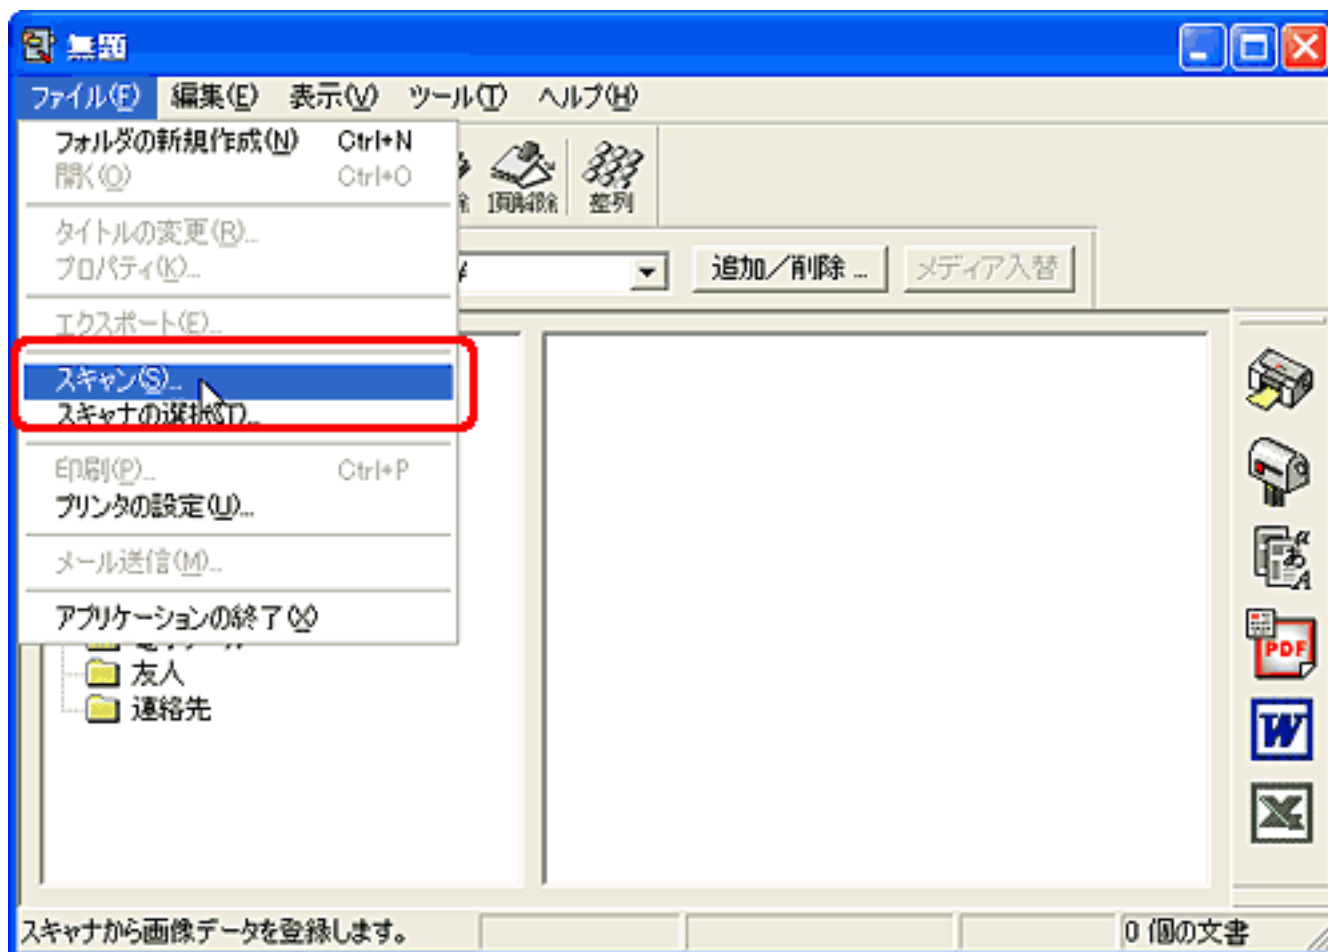 無題
ファイル(F) 編集(E) 表示(V) ツール(T) ヘルプ(H)
フォルダの新規作成(N) Ctrl+N
開く(O) Ctrl+O
除 1頁解除 整列
タイトルの変更(R)...
プロパティ(K)...
¥ 追加／削除 ... メディア入替
エクスポート(E)...
スキャン(S)...
スキャナの選択(T)...
印刷(P)... Ctrl+P
プリンタの設定(U)...
メール送信(M)...
アプリケーションの終了(X)
友人
連絡先
PDF
W
X
スキャナから画像データを登録します。 0 個の文書